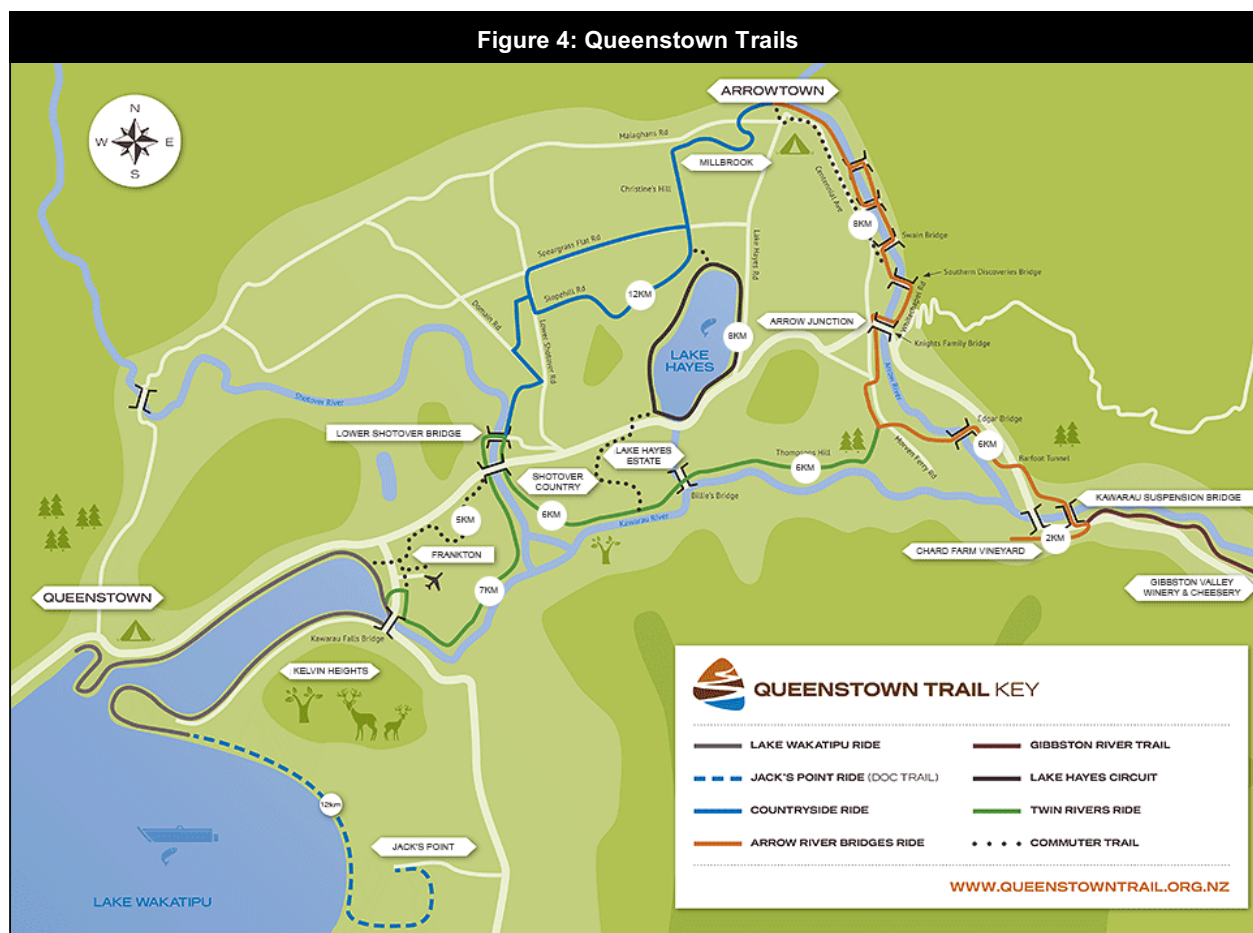 Figure 4: Queenstown Trails
N
W
E
S
ARROWTOWN
Malaghans Rd
MILLBROOK
Christine's Hill
Centennial Ave
8KM
Swain Bridge
Speargrass Flat Rd
Lake Hayes Rd
Southern Discoveries Bridge
Slopehill Rd
12KM
Whitechapel Rd
Domain Rd
Lower Shotover Rd
ARROW JUNCTION
8KM
Knights Family Bridge
LAKE
HAYES
Arrow River
Shotover River
LOWER SHOTOVER BRIDGE
Edgar Bridge
LAKE HAYES
ESTATE
Thompsons Hill
6KM
Morven Ferry Rd
6KM
Barfoot Tunnel
SHOTOVER
COUNTRY
Billie's Bridge
KAWARAU SUSPENSION BRIDGE
5KM
6KM
Kawarau River
2KM
FRANKTON
CHARD FARM VINEYARD
7KM
GIBBSTON VALLEY
WINERY & CHEESERY
QUEENSTOWN
Kawarau Falls Bridge
KELVIN HEIGHTS
12km
JACK'S POINT
LAKE WAKATIPU
QUEENSTOWN TRAIL KEY
LAKE WAKATIPU RIDE
GIBBSTON RIVER TRAIL
JACK'S POINT RIDE (DOC TRAIL)
LAKE HAYES CIRCUIT
COUNTRYSIDE RIDE
TWIN RIVERS RIDE
ARROW RIVER BRIDGES RIDE
COMMUTER TRAIL
WWW.QUEENSTOWNTRAIL.ORG.NZ